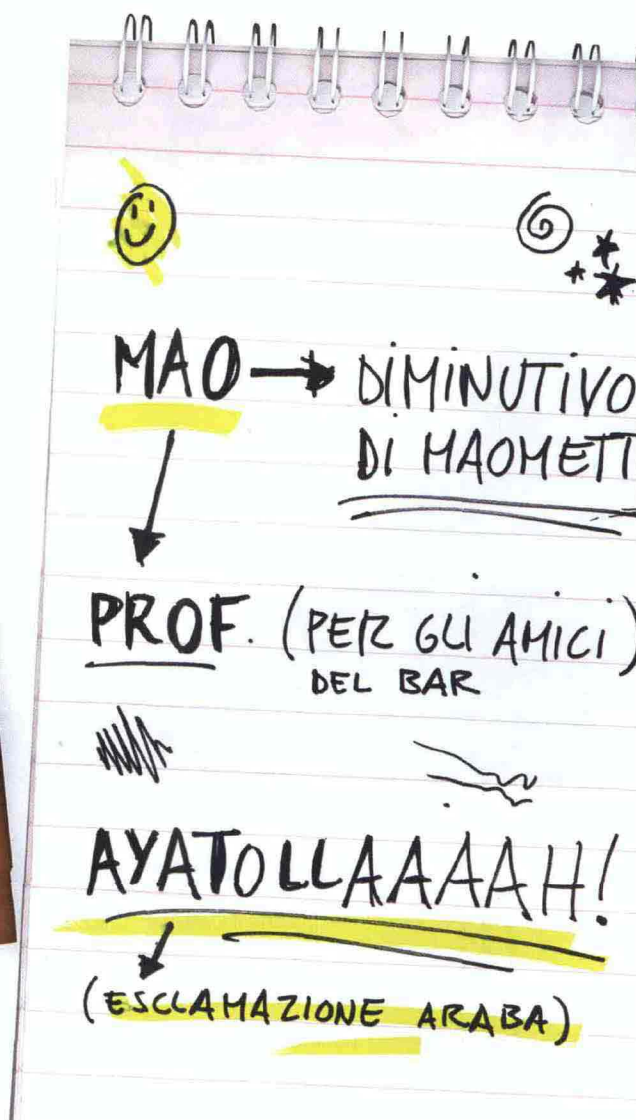 MAO → DIMINUTIVO
DI MAOMETT
PROF. (PER GLI AMICI)
DEL BAR
AYATOLLAAAAH!
(ESCLAMAZIONE ARABA)